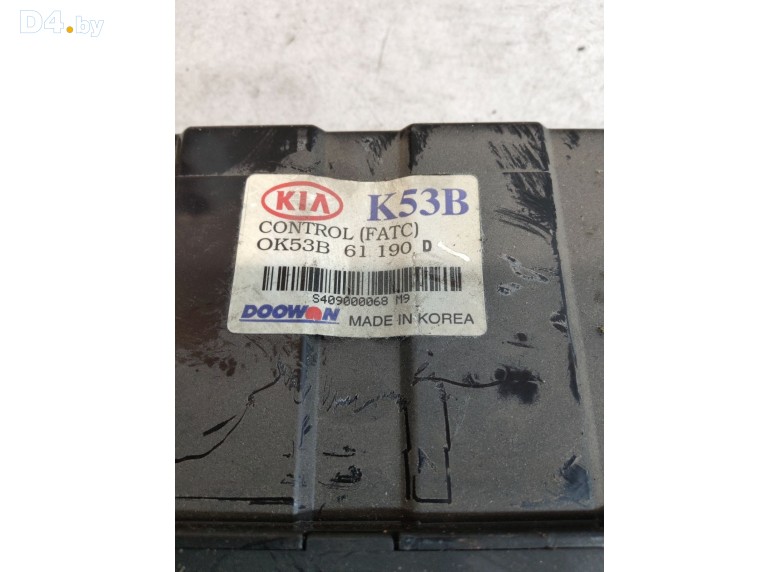 D4.by
KIA K53B
CONTROL (FATC)
OK53B 61 190 D
S409000068 M9
DOOWON MADE IN KOREA